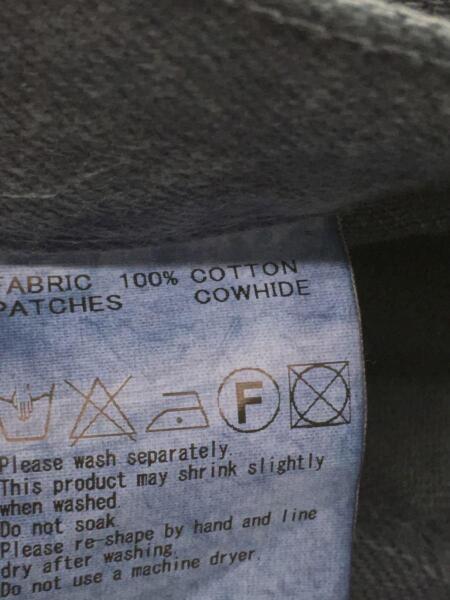 FABRIC 100% COTTON
PATCHES COWHIDE
F
Please wash separately.
This product may shrink slightly
when washed.
Do not soak.
Please re-shape by hand and line
dry after washing.
Do not use a machine dryer.